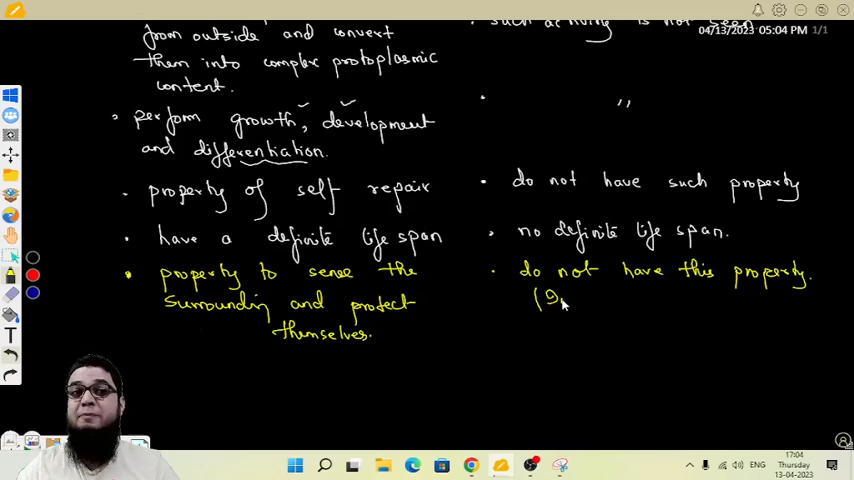 such activing is not seen
04/13/2023 05:04 PM 1/1
from outside and convert
them into complex protoplasmic
content.
• perform growth, development
and differentiation.
• "
• property of self repair
• do not have such property
• have a definite life span
• no definite life span.
• property to sense the
surrounding and protect
themselves.
• do not have this property.
(9
T
ENG
17:04
Thursday
13-04-2023